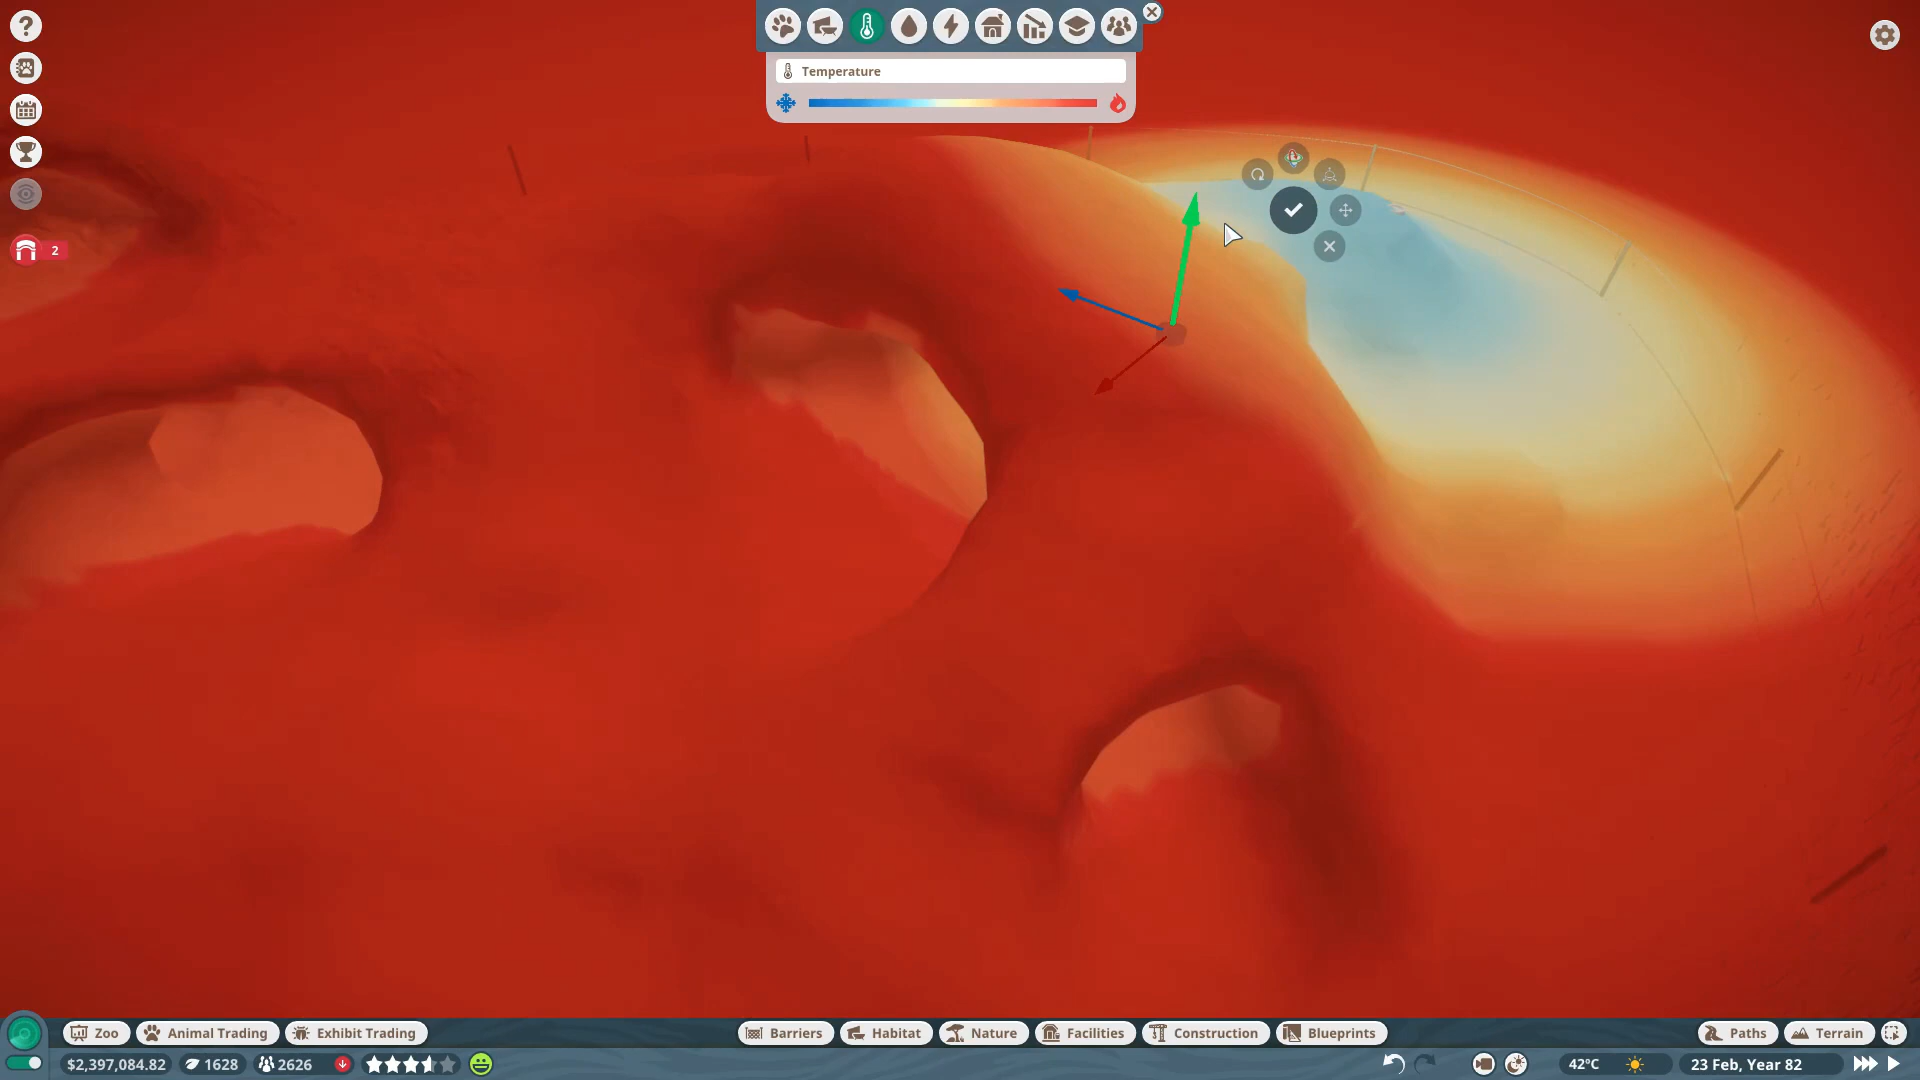 ?
Temperature
2
Zoo
Animal Trading
Exhibit Trading
Barriers
Habitat
Nature
Facilities
Construction
Blueprints
Paths
Terrain
$2,397,084.82
1628
2626
42°C
23 Feb, Year 82